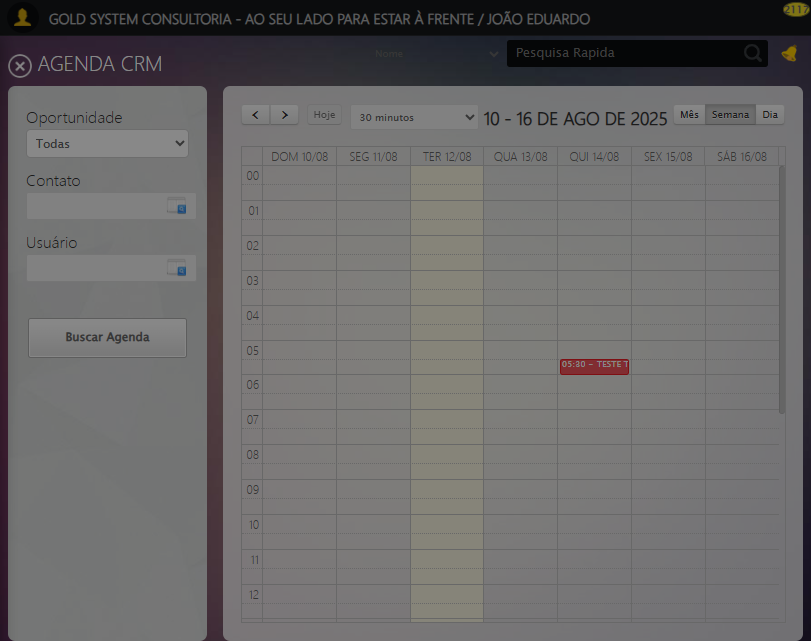 GOLD SYSTEM CONSULTORIA - AO SEU LADO PARA ESTAR À FRENTE / JOÃO EDUARDO
2117
AGENDA CRM
Nome
Pesquisa Rapida
Oportunidade
Todas
Contato
Usuário
Buscar Agenda
Hoje
30 minutos
10 - 16 DE AGO DE 2025
Mês Semana Dia
DOM 10/08 SEG 11/08 TER 12/08 QUA 13/08 QUI 14/08 SEX 15/08 SÁB 16/08
00
01
02
03
04
05
05:30 - TESTE T
06
07
08
09
10
11
12